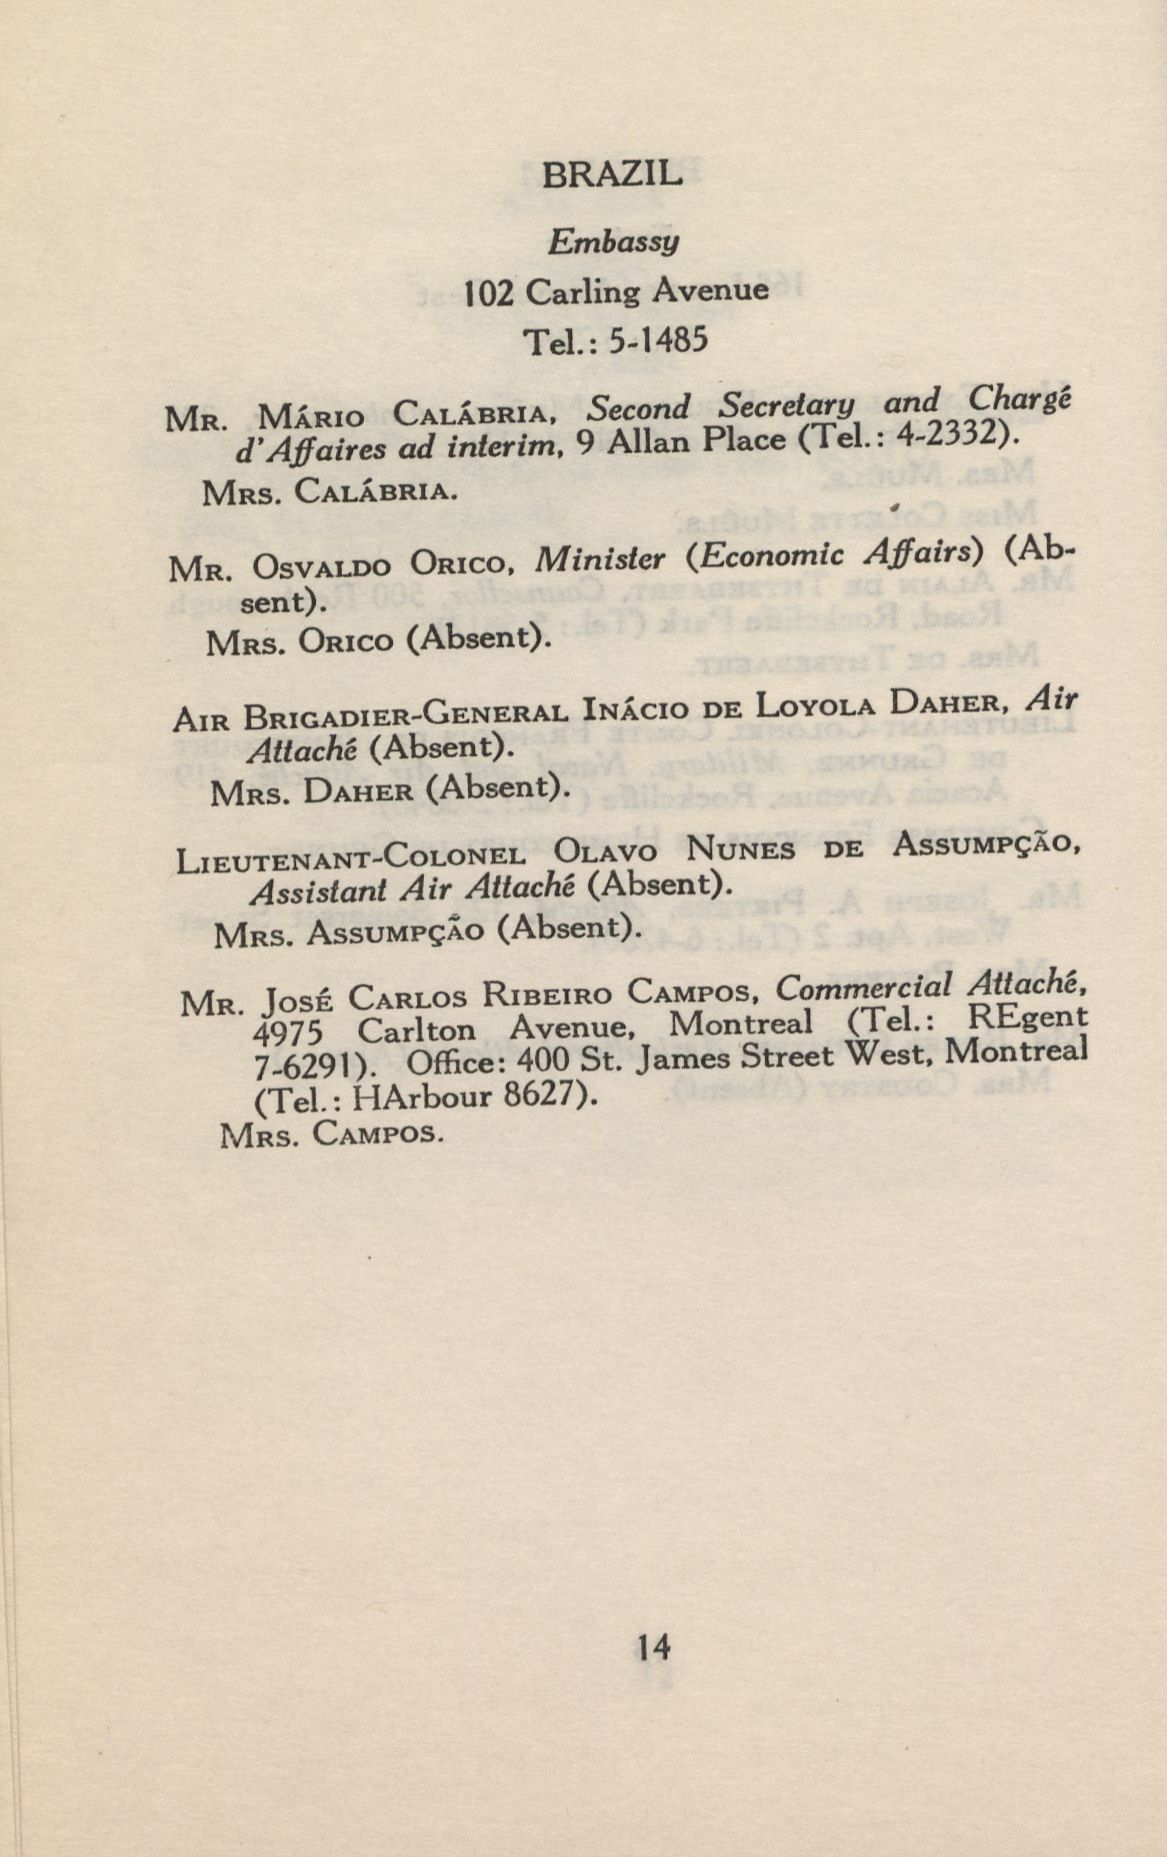 BRAZIL
Embassy
102 Carling Avenue
Tel.: 5-1485
MR. MÁRIO CALÁBRIA, Second Secretary and Chargé
d'Affaires ad interim, 9 Allan Place (Tel.: 4-2332).
MRS. CALÁBRIA.
MR. OSVALDO ORICO, Minister (Economic Affairs) (Ab-
sent).
MRS. ORICO (Absent).
AIR BRIGADIER-GENERAL INÁCIO DE LOYOLA DAHER, Air
Attaché (Absent).
MRS. DAHER (Absent).
LIEUTENANT-COLONEL OLAVO NUNES DE ASSUMPÇÃO,
Assistant Air Attaché (Absent).
MRS. ASSUMPÇÃO (Absent).
MR. JOSÉ CARLOS RIBEIRO CAMPOS, Commercial Attaché,
4975 Carlton Avenue, Montreal (Tel.: REgent
7-6291). Office: 400 St. James Street West, Montreal
(Tel.: HArbour 8627).
MRS. CAMPOS.
14